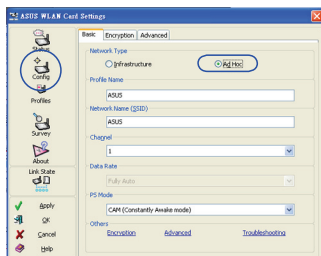 ASUS WLAN Card Settings
Status
Config
Profiles
Survey
About
Link State
Apply
OK
Cancel
Help
Basic Encryption Advanced
Network Type
Infrastructure Ad Hoc
Profile Name
ASUS
Network Name (SSID)
ASUS
Channel
1
Data Rate
Fully Auto
PS Mode
CAM (Constantly Awake mode)
Others
Encryption Advanced Troubleshooting